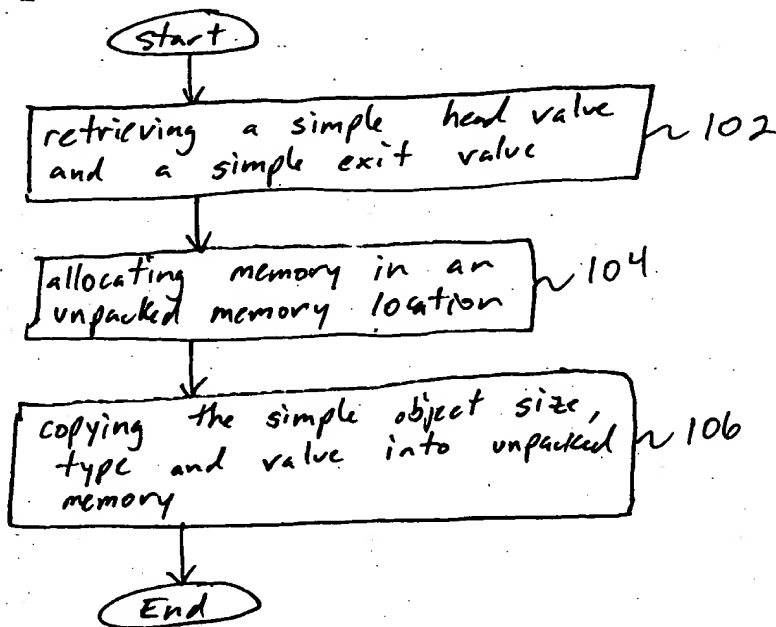 start
retrieving a simple head value
and a simple exit value
102
allocating memory in an
unpacked memory location
104
copying the simple object size,
type and value into unpacked
memory
106
End